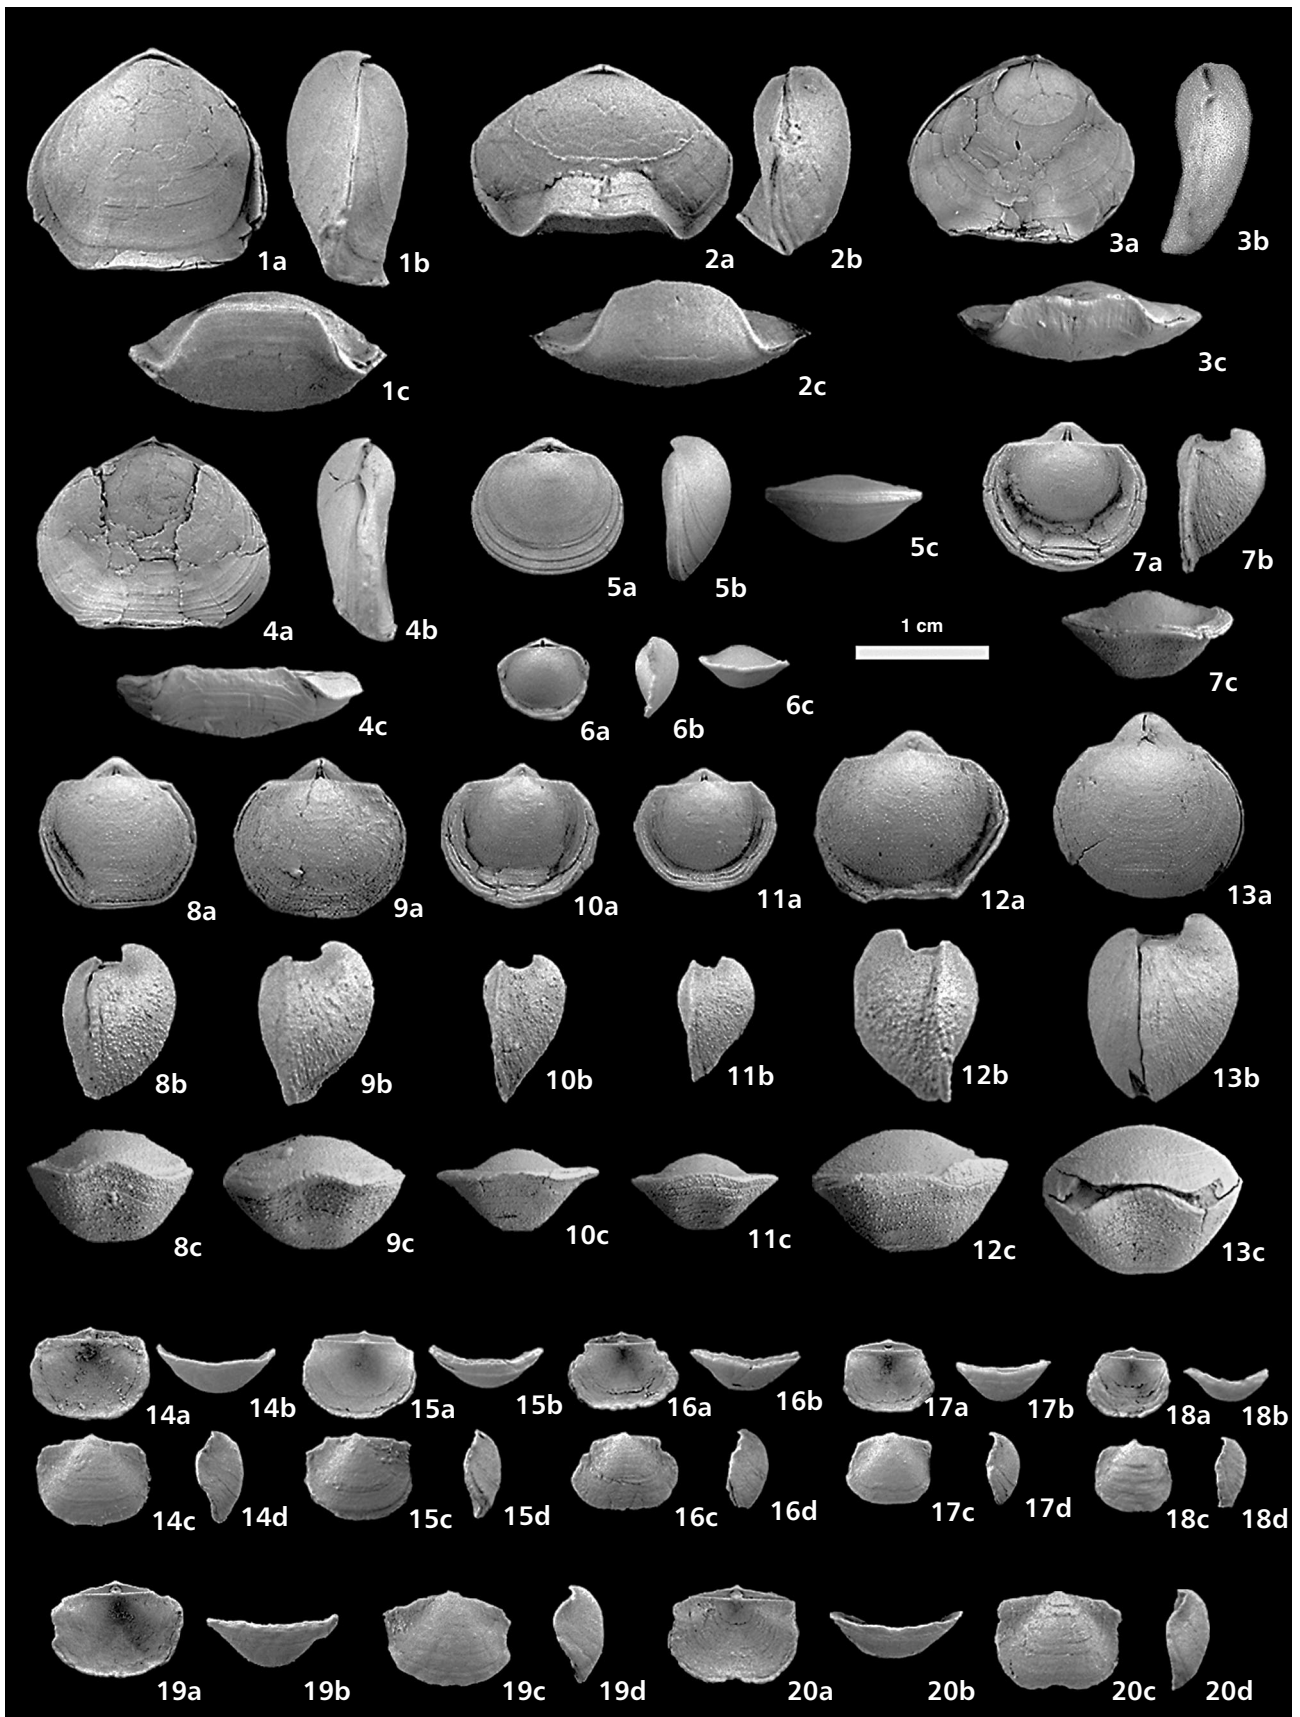 1a 1b 2a 2b 3a 3b
1c 2c 3c
4a 4b 5a 5b 5c 7a 7b
1 cm
4c 6a 6b 6c 7c
8a 9a 10a 11a 12a 13a
8b 9b 10b 11b 12b 13b
8c 9c 10c 11c 12c 13c
14a 14b 15a 15b 16a 16b 17a 17b 18a 18b
14c 14d 15c 15d 16c 16d 17c 17d 18c 18d
19a 19b 19c 19d 20a 20b 20c 20d